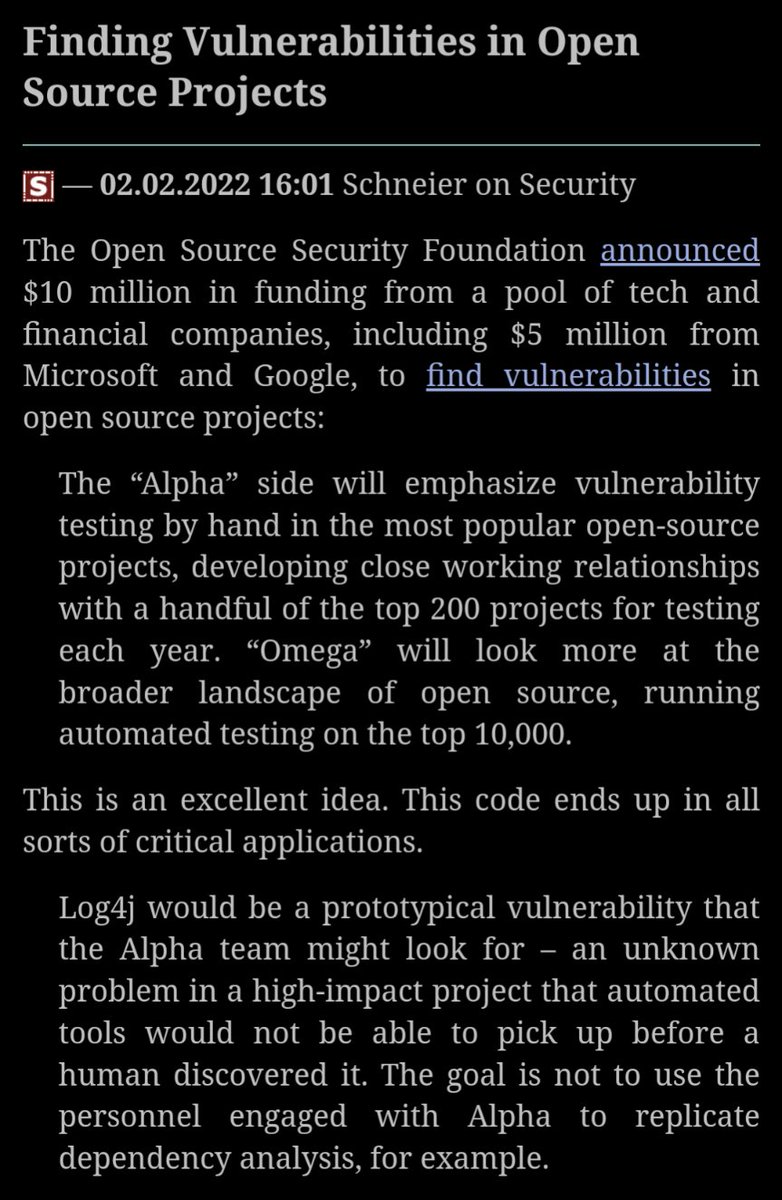 Finding Vulnerabilities in Open
Source Projects
S — 02.02.2022 16:01 Schneier on Security
The Open Source Security Foundation announced
$10 million in funding from a pool of tech and
financial companies, including $5 million from
Microsoft and Google, to find vulnerabilities in
open source projects:
The “Alpha” side will emphasize vulnerability
testing by hand in the most popular open-source
projects, developing close working relationships
with a handful of the top 200 projects for testing
each year. “Omega” will look more at the
broader landscape of open source, running
automated testing on the top 10,000.
This is an excellent idea. This code ends up in all
sorts of critical applications.
Log4j would be a prototypical vulnerability that
the Alpha team might look for – an unknown
problem in a high-impact project that automated
tools would not be able to pick up before a
human discovered it. The goal is not to use the
personnel engaged with Alpha to replicate
dependency analysis, for example.